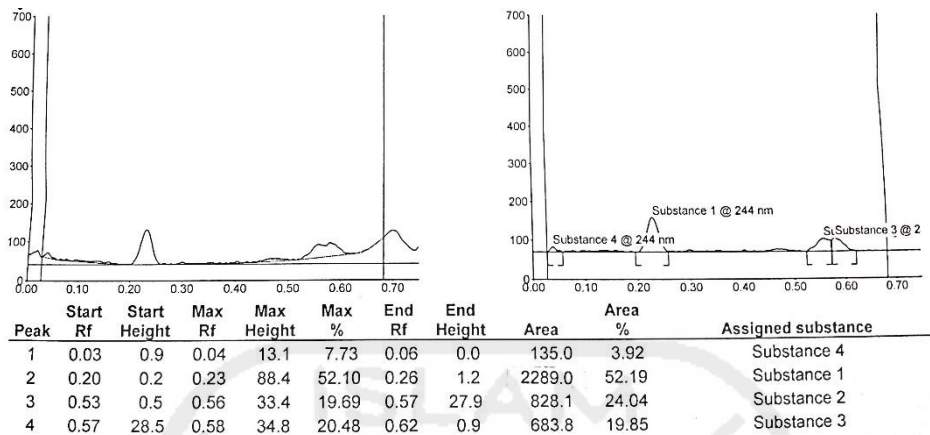 700
600
500
400
300
200
100
0
0.00 0.10 0.20 0.30 0.40 0.50 0.60 0.70
700
600
500
400
300
200
100
0
Substance 1 @ 244 nm
Substance 4 @ 244 nm
Substance 3 @ 2
0.00 0.10 0.20 0.30 0.40 0.50 0.60 0.70
Peak Start Rf Start Height Max Rf Max Height Max % End Rf End Height Area Area % Assigned substance
1 0.03 0.9 0.04 13.1 7.73 0.06 0.0 135.0 3.92 Substance 4
2 0.20 0.2 0.23 88.4 52.10 0.26 1.2 2289.0 52.19 Substance 1
3 0.53 0.5 0.56 33.4 19.69 0.57 27.9 828.1 24.04 Substance 2
4 0.57 28.5 0.58 34.8 20.48 0.62 0.9 683.8 19.85 Substance 3
ISLAM